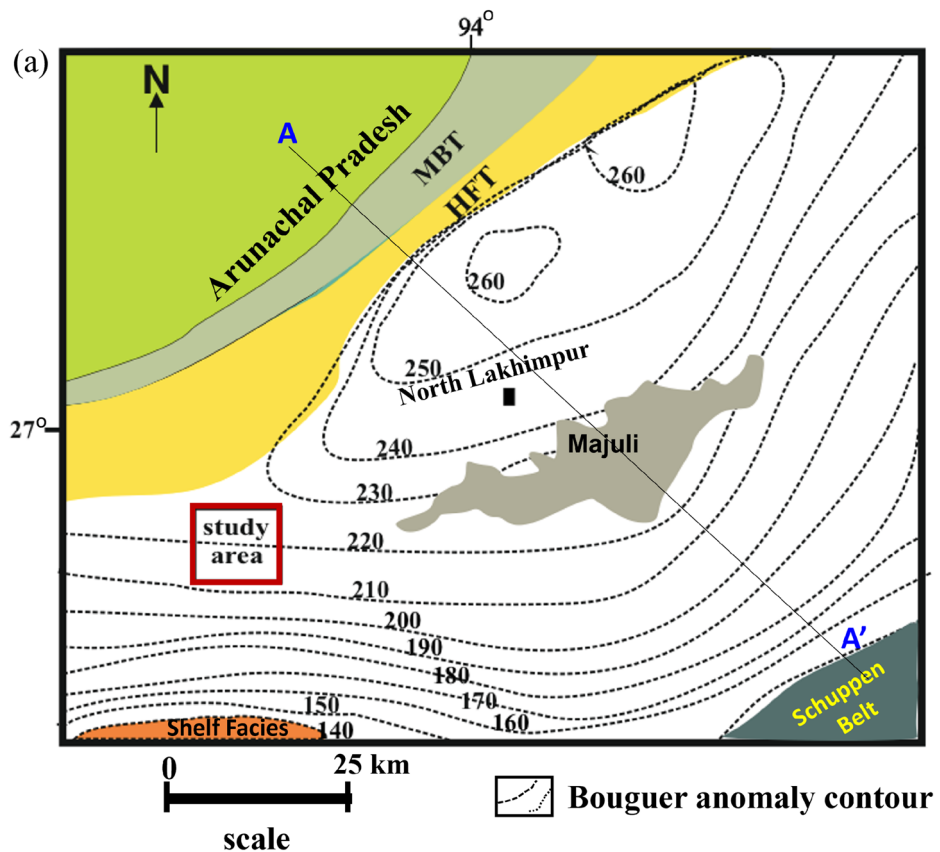 94°
(a)
N
A
Arunachal Pradesh
MBT
HFT
260
260
250
North Lakhimpur
27°
240
Majuli
230
study
area
220
210
200
190
180
170
160
150
140
A’
Schuppen
Belt
Shelf Facies
0
25 km
scale
Bouguer anomaly contour